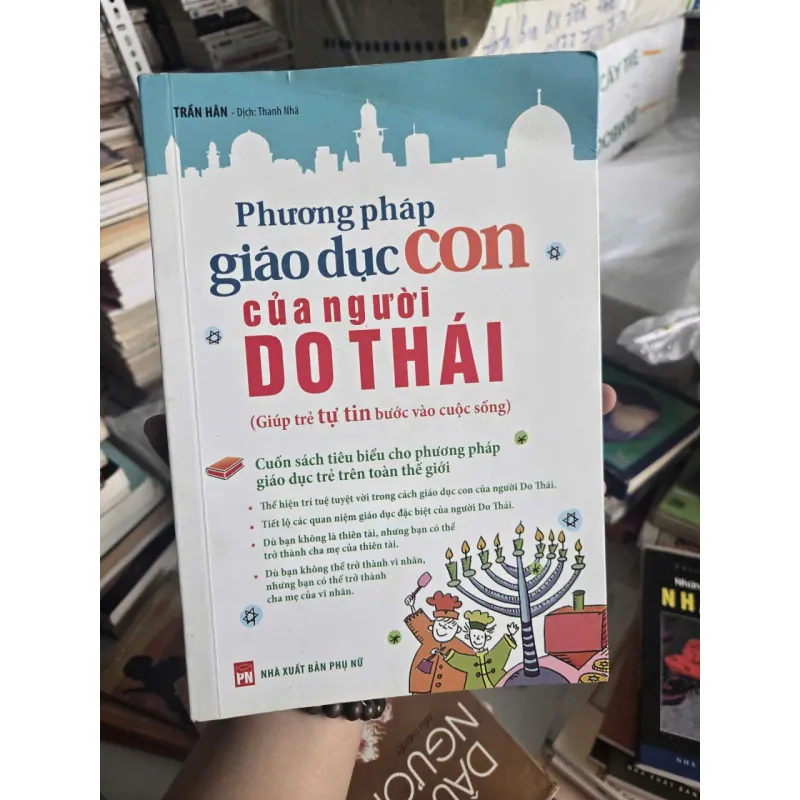 TRẦN HÂN - Dịch: Thanh Nhã
Phương pháp
giáo dục con
của người
DO THÁI
(Giúp trẻ tự tin bước vào cuộc sống)
Cuốn sách tiêu biểu cho phương pháp
giáo dục trẻ trên toàn thế giới
Thể hiện trí tuệ tuyệt vời trong cách giáo dục con của người Do Thái.
Tiết lộ các quan niệm giáo dục đặc biệt của người Do Thái.
Dù bạn không là thiên tài, nhưng bạn có thể
trở thành cha mẹ của thiên tài.
Dù bạn không thể trở thành vĩ nhân,
nhưng bạn có thể trở thành
cha mẹ của vĩ nhân.
PN NHÀ XUẤT BẢN PHỤ NỮ